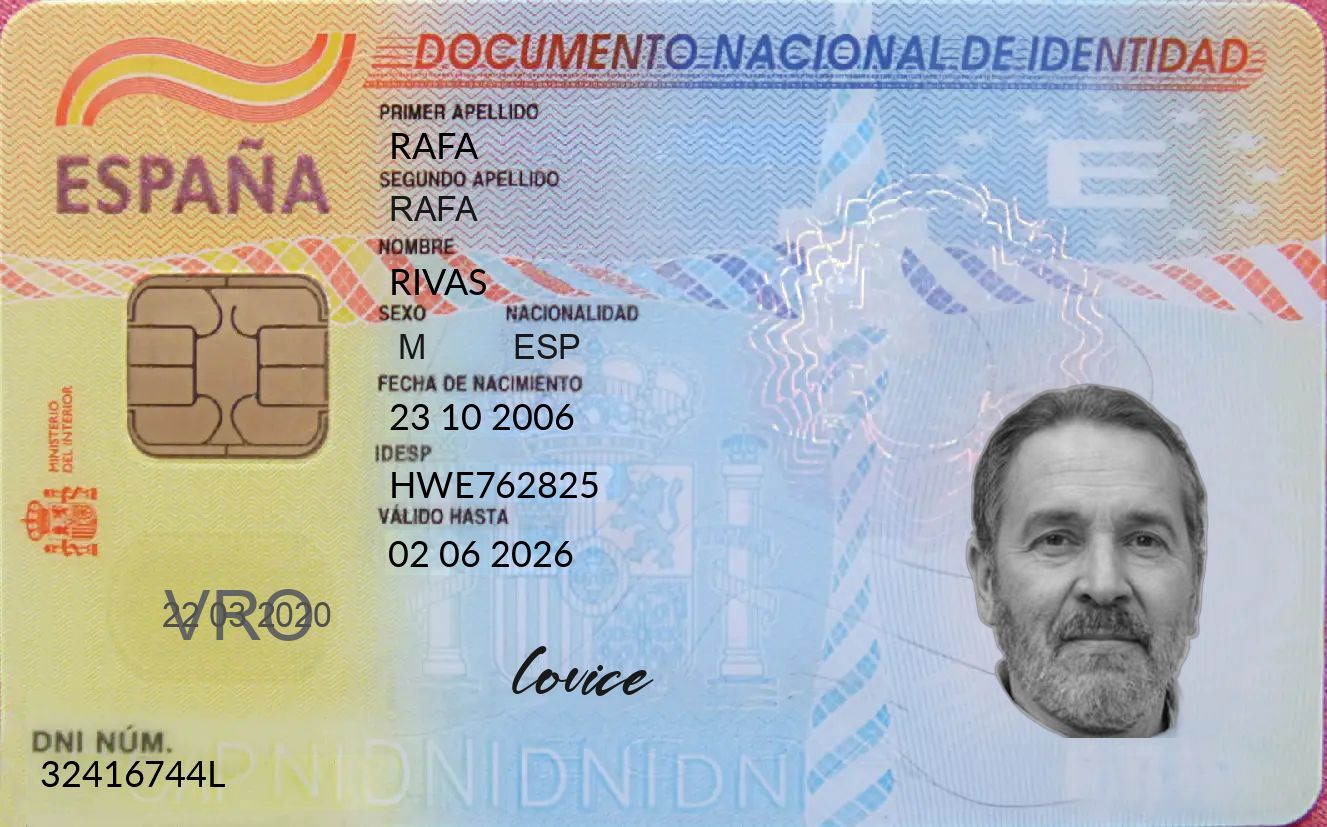 DOCUMENTO NACIONAL DE IDENTIDAD
ESPAÑA
PRIMER APELLIDO
RAFA
SEGUNDO APELLIDO
RAFA
NOMBRE
RIVAS
SEXO NACIONALIDAD
M ESP
FECHA DE NACIMIENTO
23 10 2006
IDESP
HWE762825
VÁLIDO HASTA
02 06 2026
MINISTERIO
DEL INTERIOR
E
VRO
22 03 2020
Covice
DNI NÚM.
32416744L
DNIDNIDNIDN